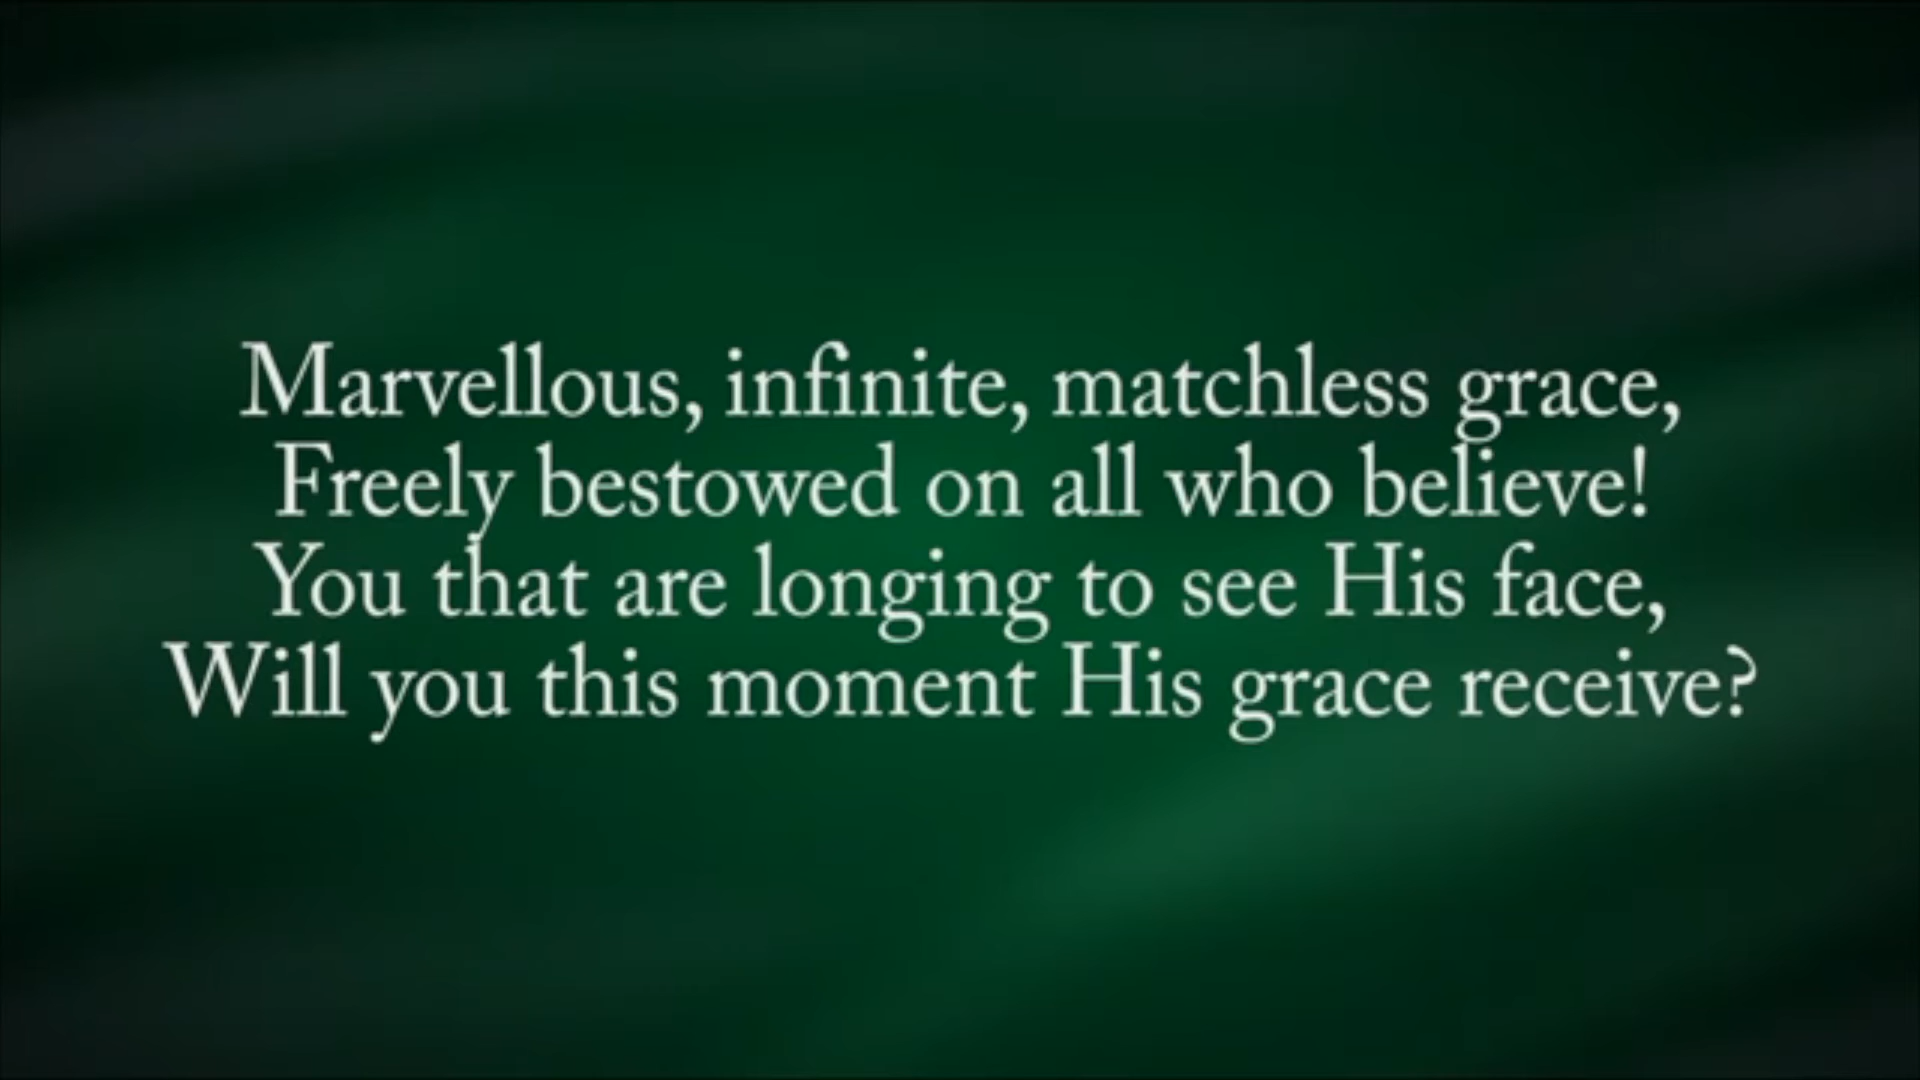 Marvellous, infinite, matchless grace,
Freely bestowed on all who believe!
You that are longing to see His face,
Will you this moment His grace receive?